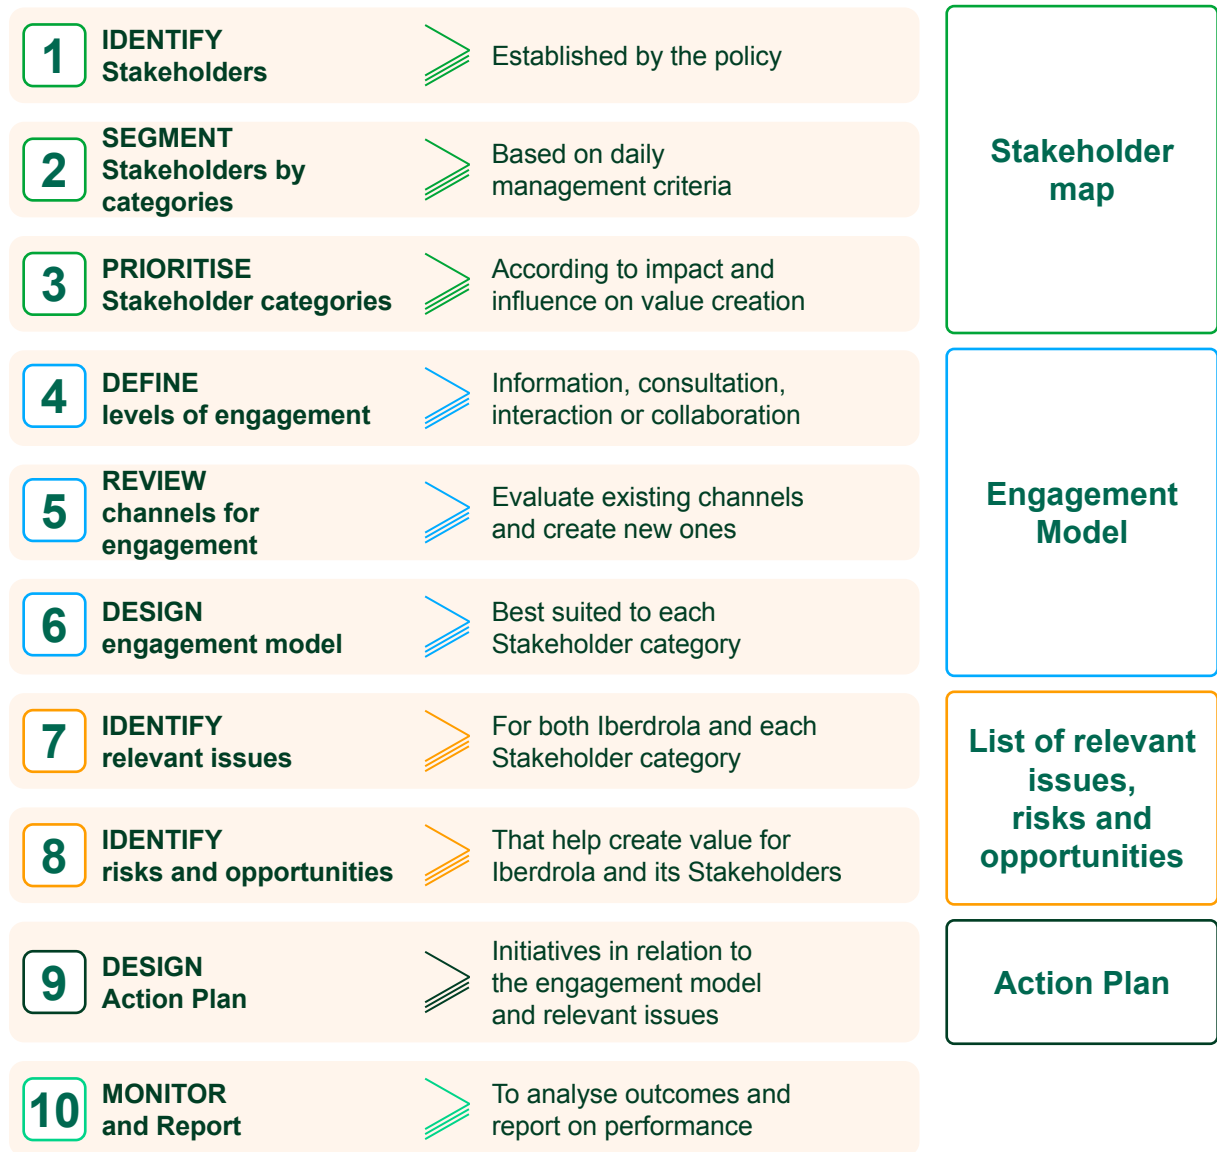 1
IDENTIFY
Stakeholders
Established by the policy
2
SEGMENT
Stakeholders by
categories
Based on daily
management criteria
3
PRIORITISE
Stakeholder categories
According to impact and
influence on value creation
Stakeholder
map
4
DEFINE
levels of engagement
Information, consultation,
interaction or collaboration
5
REVIEW
channels for
engagement
Evaluate existing channels
and create new ones
6
DESIGN
engagement model
Best suited to each
Stakeholder category
Engagement
Model
7
IDENTIFY
relevant issues
For both Iberdrola and each
Stakeholder category
8
IDENTIFY
risks and opportunities
That help create value for
Iberdrola and its Stakeholders
List of relevant
issues,
risks and
opportunities
9
DESIGN
Action Plan
Initiatives in relation to
the engagement model
and relevant issues
Action Plan
10
MONITOR
and Report
To analyse outcomes and
report on performance